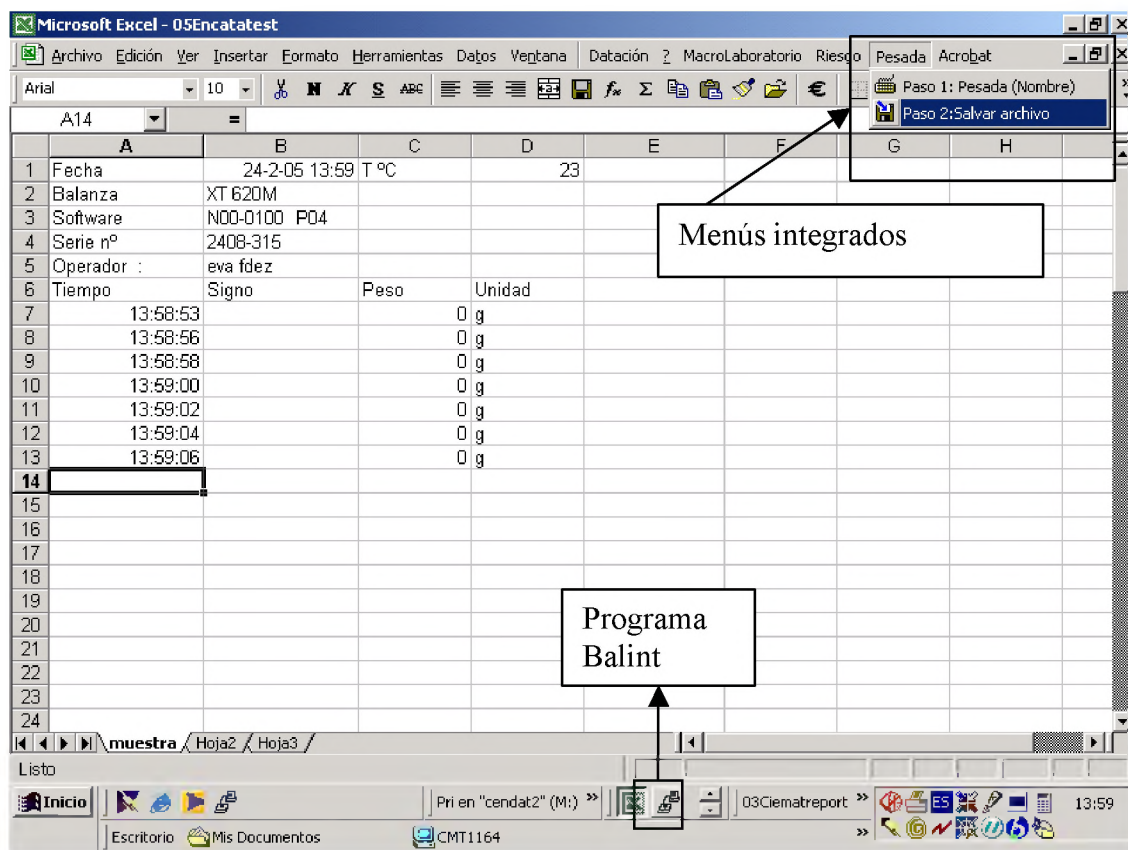 Microsoft Excel - 05Encatatest
Archivo Edición Ver Insertar Formato Herramientas Datos Ventana Datación ? MacroLaboratorio Pesada Acrobat
Arial 10 N K S ABC Σ €
Paso 1: Pesada (Nombre)
Paso 2:Salvar archivo
A14 =
A B C D E F G H
1 Fecha 24-2-05 13:59 T ºC 23
2 Balanza XT 620M
3 Software N00-0100 P04
4 Serie nº 2408-315
5 Operador : eva fdez
6 Tiempo Signo Peso Unidad
7 13:58:53 0 g
8 13:58:56 0 g
9 13:58:58 0 g
10 13:59:00 0 g
11 13:59:02 0 g
12 13:59:04 0 g
13 13:59:06 0 g
14
15
16
17
18
19
20
21
22
23
24
Menús integrados
Programa
Balint
muestra Hoja2 Hoja3
Listo
Inicio Pri en "cendat2" (M:) » 03Ciematreport » ES 13:59
Escritorio Mis Documentos CMT1164 »